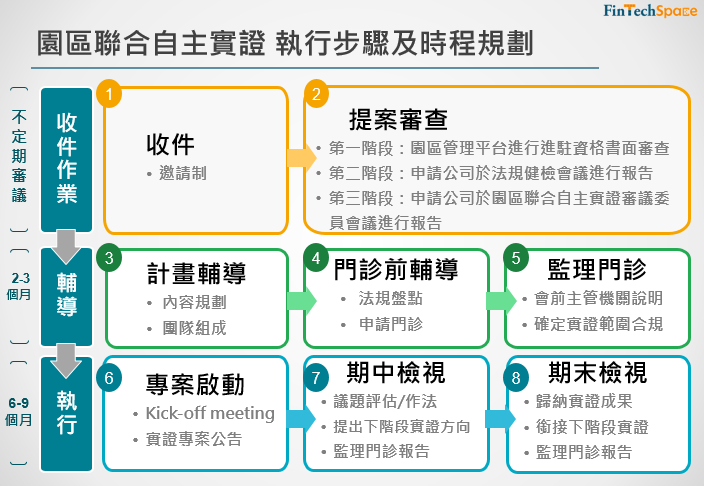 FinTechSpace
園區聯合自主實證 執行步驟及時程規劃
不定期審議
收件作業
1
收件
• 邀請制
2
提案審查
• 第一階段：園區管理平台進行進駐資格書面審查
• 第二階段：申請公司於法規健檢會議進行報告
• 第三階段：申請公司於園區聯合自主實證審議委
員會議進行報告
2-3
個月
輔導
3
計畫輔導
• 內容規劃
• 團隊組成
4
門診前輔導
• 法規盤點
• 申請門診
5
監理門診
• 會前主管機關說明
• 確定實證範圍合規
6-9
個月
執行
6
專案啟動
• Kick-off meeting
• 實證專案公告
7
期中檢視
• 議題評估/作法
• 提出下階段實證方向
• 監理門診報告
8
期末檢視
• 歸納實證成果
• 銜接下階段實證
• 監理門診報告